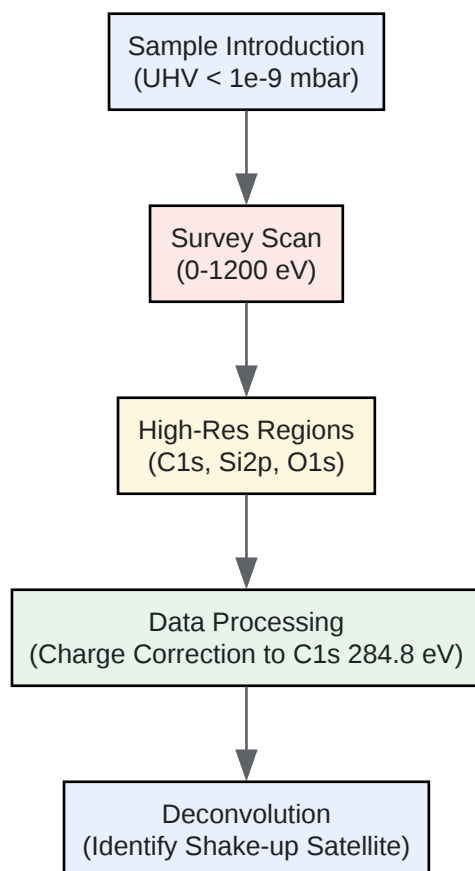 Sample Introduction
(UHV < 1e-9 mbar)
Survey Scan
(0-1200 eV)
High-Res Regions
(C1s, Si2p, O1s)
Data Processing
(Charge Correction to C1s 284.8 eV)
Deconvolution
(Identify Shake-up Satellite)